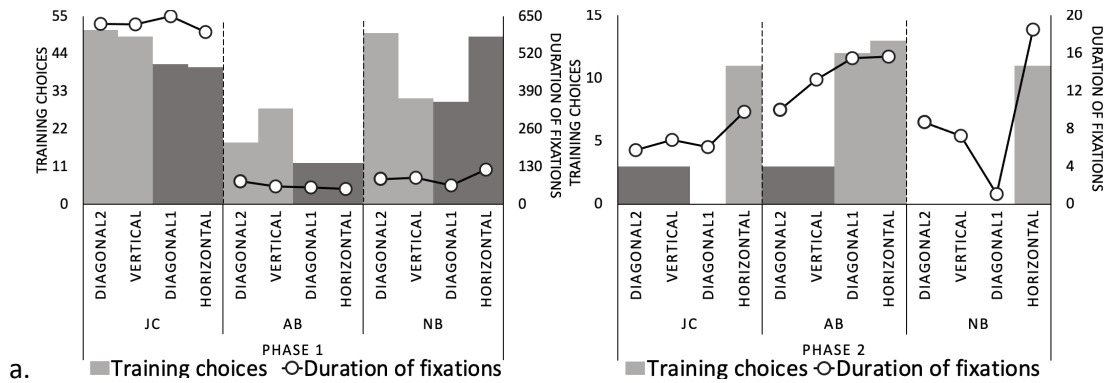 TRAINING CHOICES
55
44
33
22
11
0
650
520
390
260
130
0
DURATION OF FIXATIONS
DIAGONAL2
VERTICAL
DIAGONAL1
HORIZONTAL
DIAGONAL2
VERTICAL
DIAGONAL1
HORIZONTAL
DIAGONAL2
VERTICAL
DIAGONAL1
HORIZONTAL
JC AB NB
PHASE 1
Training choices Duration of fixations
TRAINING CHOICES
15
10
5
0
20
16
12
8
4
0
DURATION OF FIXATIONS
DIAGONAL2
VERTICAL
DIAGONAL1
HORIZONTAL
DIAGONAL2
VERTICAL
DIAGONAL1
HORIZONTAL
DIAGONAL2
VERTICAL
DIAGONAL1
HORIZONTAL
JC AB NB
PHASE 2
Training choices Duration of fixations
a.